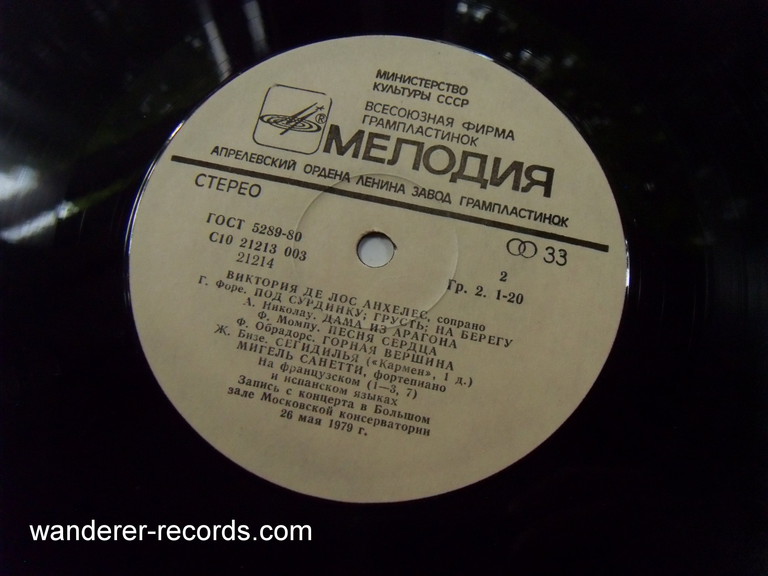 МИНИСТЕРСТВО
КУЛЬТУРЫ СССР
ВСЕСОЮЗНАЯ ФИРМА
ГРАМПЛАСТИНОК
®
МЕЛОДИЯ
АПРЕЛЕВСКИЙ ОРДЕНА ЛЕНИНА ЗАВОД ГРАМПЛАСТИНОК
СТЕРЕО
33
ГОСТ 5289-80
С10 21213 003
21214
2
Гр. 2. 1-20
ВИКТОРИЯ ДЕ ЛОС АНХЕЛЕС, сопрано
Г. Форе. ПОД СУРДИНКУ; ГРУСТЬ; НА БЕРЕГУ
А. Николау. ДАМА ИЗ АРАГОНА
Ф. Момпу. ПЕСНЯ СЕРДЦА
Ф. Обрадорс. ГОРНАЯ ВЕРШИНА
Ж. Бизе. СЕГИДИЛЬЯ («Кармен», 1 д.)
МИГЕЛЬ САНЕТТИ, фортепиано
На французском (1—3, 7)
и испанском языках
Запись с концерта в Большом
зале Московской консерватории
26 мая 1979 г.
wanderer-records.com